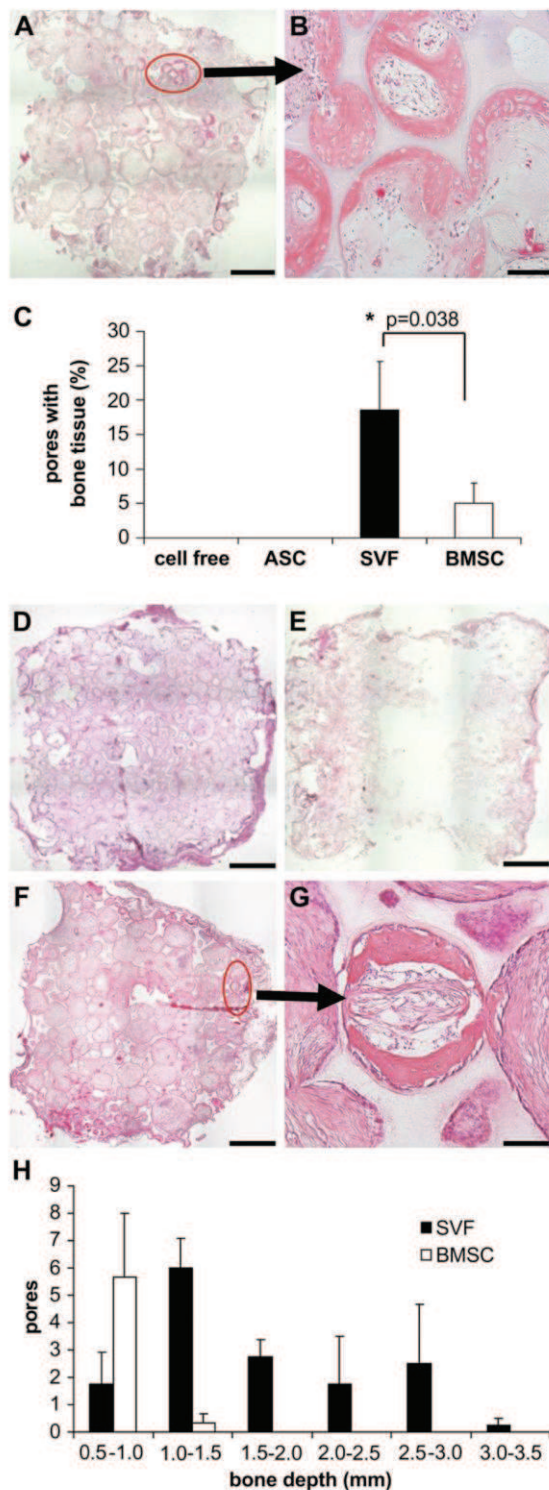 A
B
C
* p=0.038
pores with
bone tissue (%)
30
25
20
15
10
5
0
cell free ASC SVF BMSC
D
E
F
G
H
SVF
BMSC
pores
9
8
7
6
5
4
3
2
1
0
0.5-1.0 1.0-1.5 1.5-2.0 2.0-2.5 2.5-3.0 3.0-3.5
bone depth (mm)